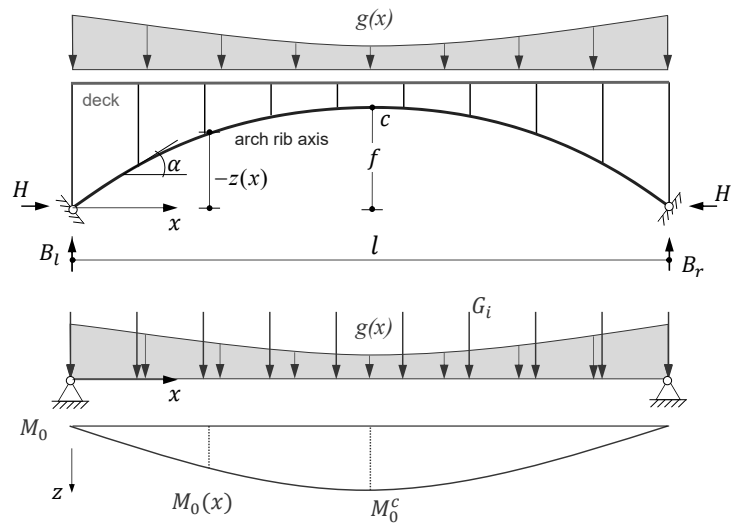 g(x)
deck
c
arch rib axis
α
f
−z(x)
H
H
x
B_l
l
B_r
G_i
g(x)
x
M_0
z
M_0(x)
M_0^c